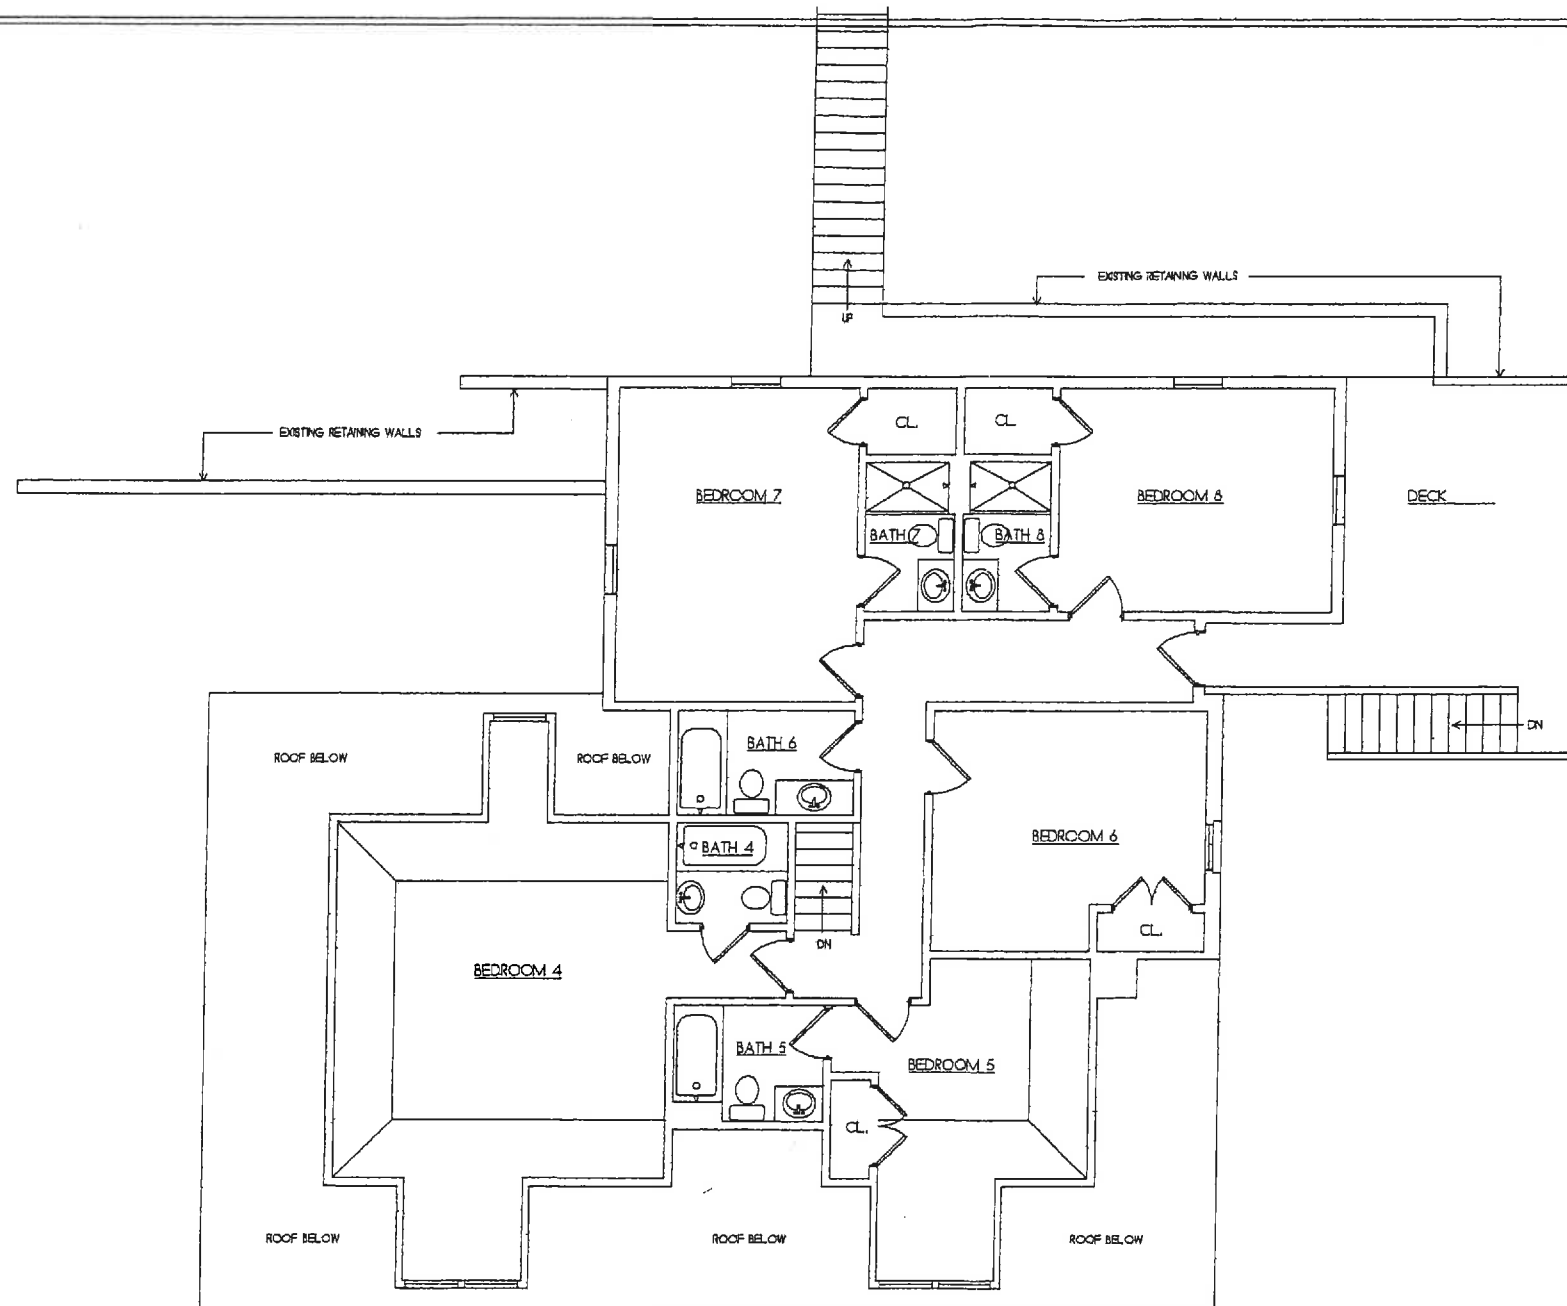 EXISTING RETAINING WALLS
UP
EXISTING RETAINING WALLS
CL.
CL.
BEDROOM 7
BEDROOM 8
DECK
BATH 7
BATH 8
DN
BATH 6
ROOF BELOW
ROOF BELOW
BEDROOM 6
BATH 4
CL.
DN
BEDROOM 4
BATH 5
BEDROOM 5
CL.
ROOF BELOW
ROOF BELOW
ROOF BELOW